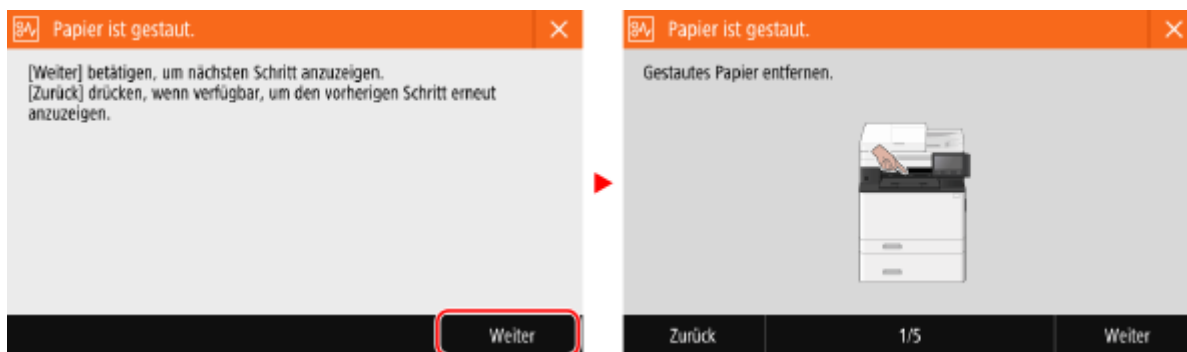 Papier ist gestaut.
[Weiter] betätigen, um nächsten Schritt anzuzeigen.
[Zurück] drücken, wenn verfügbar, um den vorherigen Schritt erneut
anzuzeigen.
Weiter
Papier ist gestaut.
Gestautes Papier entfernen.
Zurück
1/5
Weiter